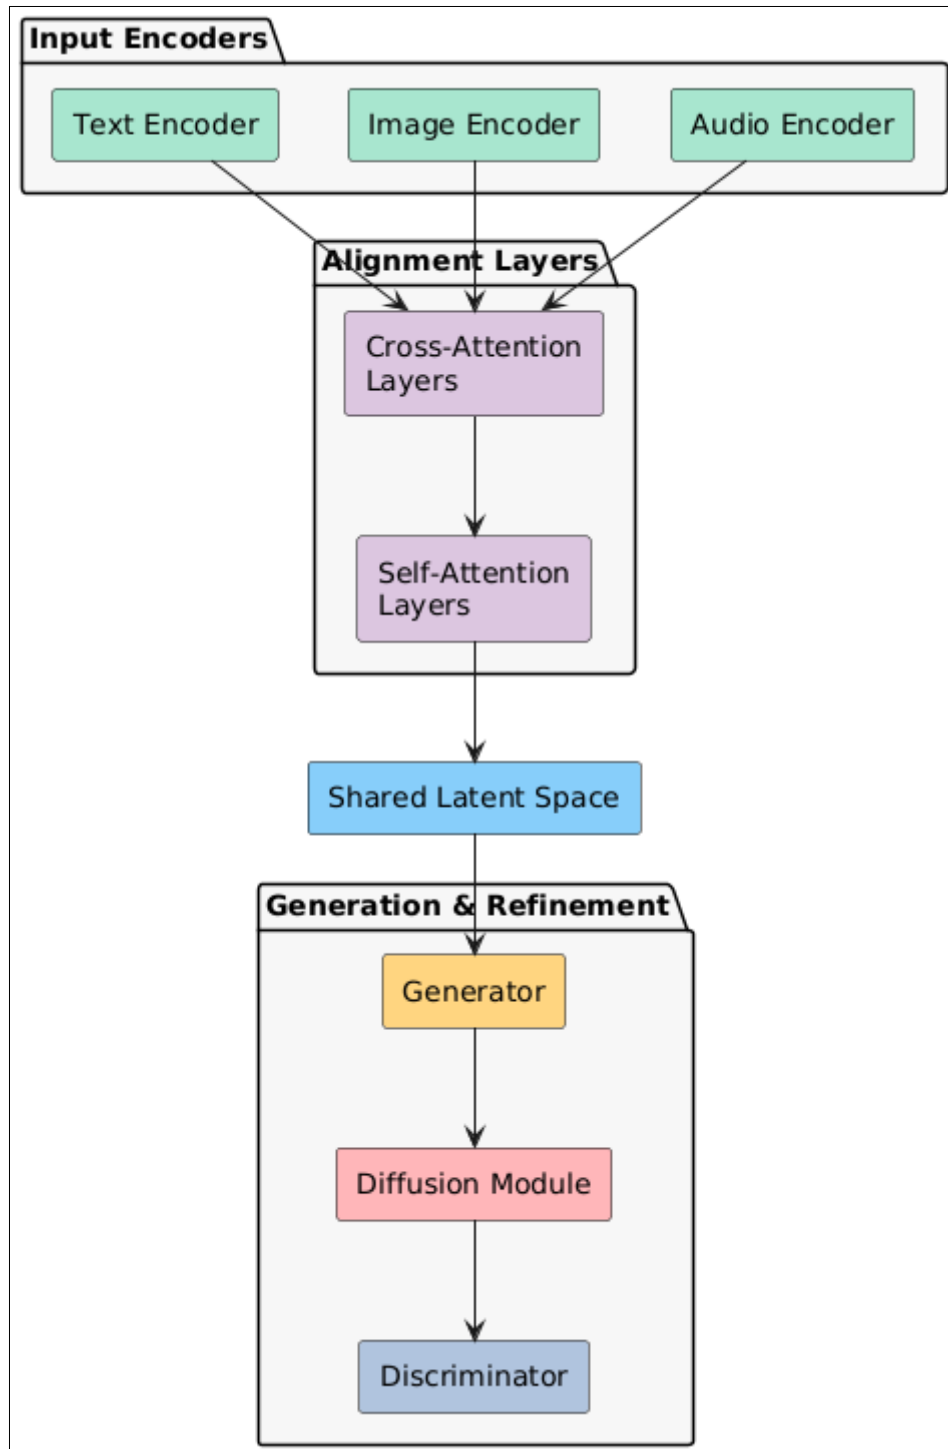 Input Encoders
Text Encoder
Image Encoder
Audio Encoder
Alignment Layers
Cross-Attention
Layers
Self-Attention
Layers
Shared Latent Space
Generation & Refinement
Generator
Diffusion Module
Discriminator